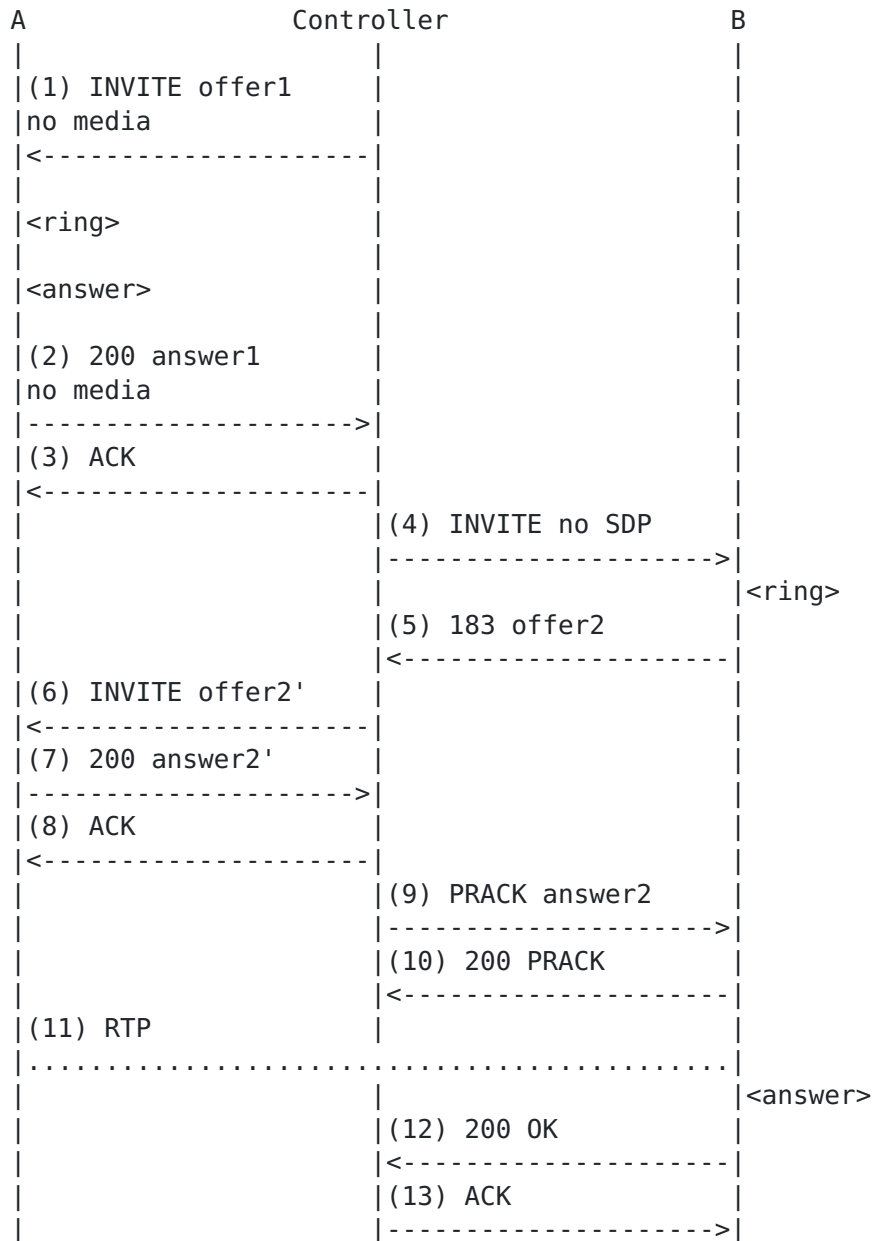 A Controller B
(1) INVITE offer1
no media
<ring>
<answer>
(2) 200 answer1
no media
(3) ACK
(4) INVITE no SDP
<ring>
(5) 183 offer2
(6) INVITE offer2'
(7) 200 answer2'
(8) ACK
(9) PRACK answer2
(10) 200 PRACK
(11) RTP
<answer>
(12) 200 OK
(13) ACK